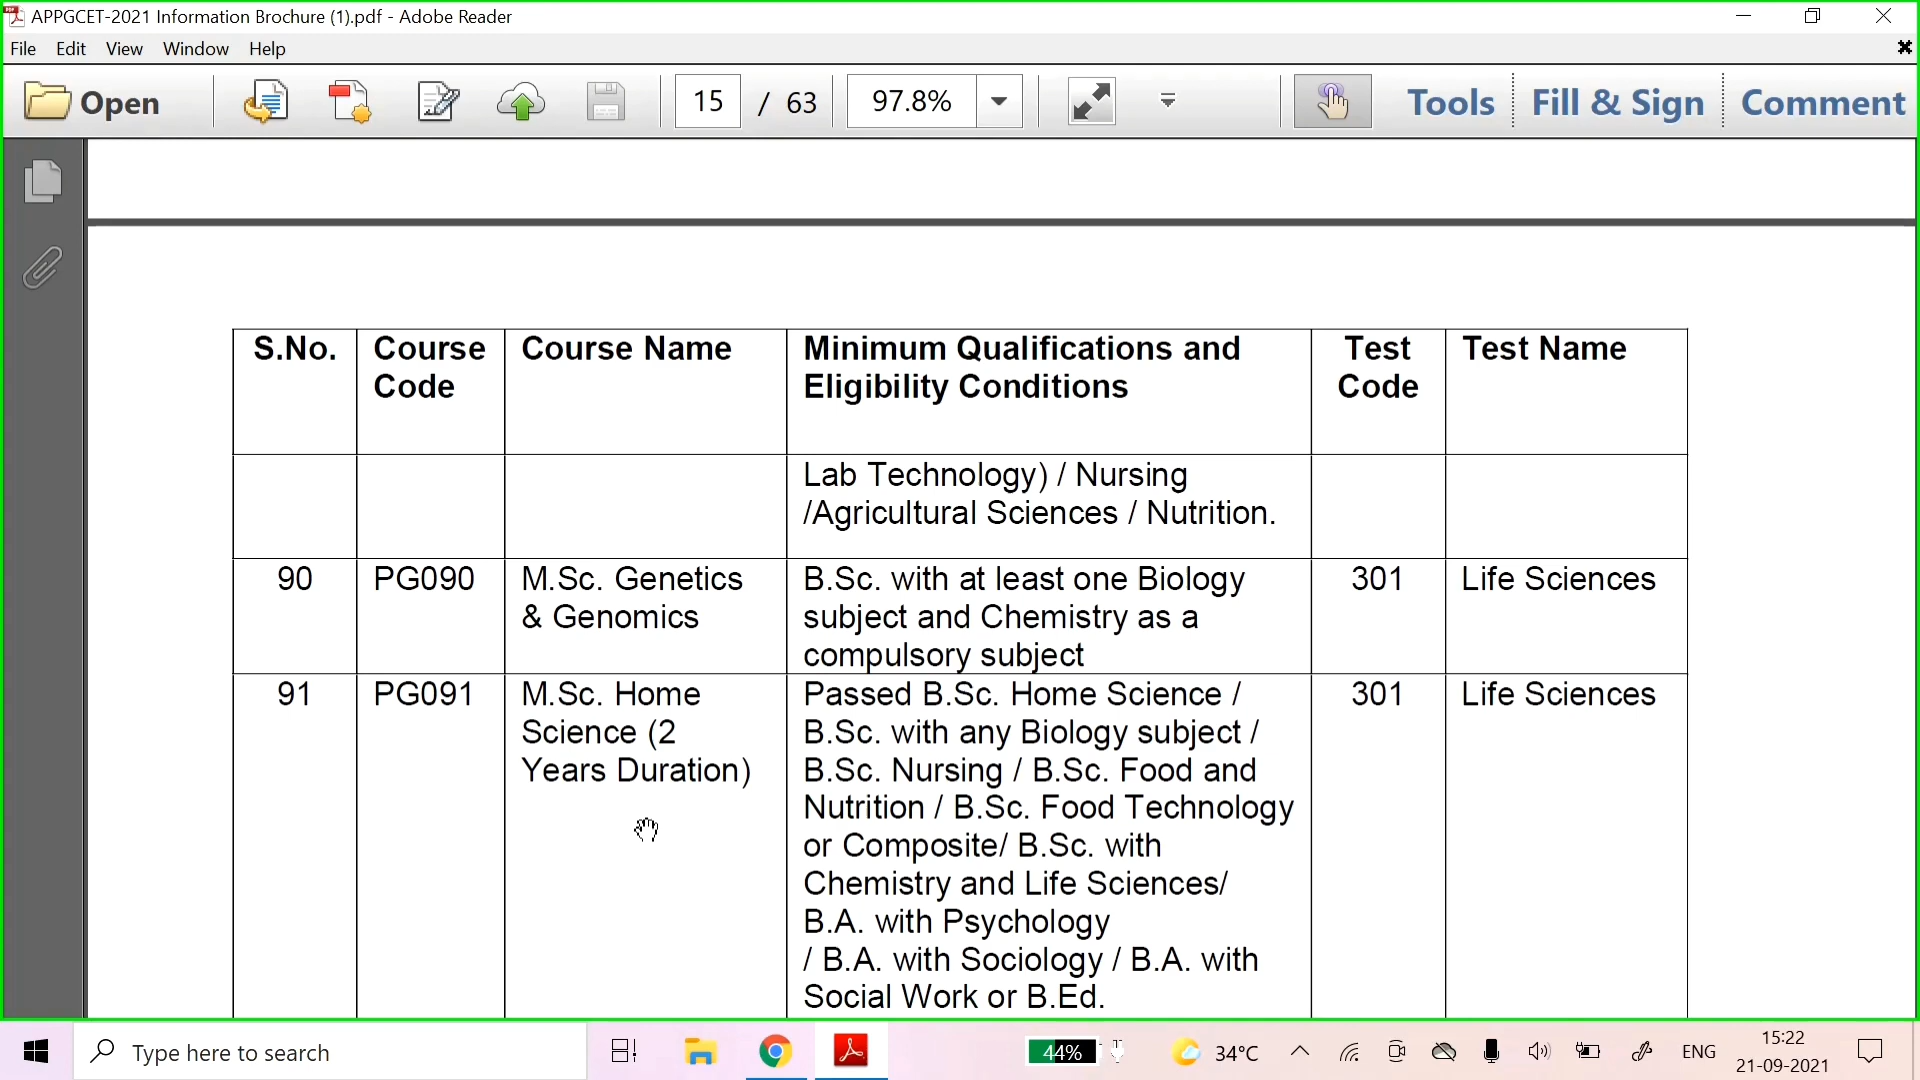 APPGCET-2021 Information Brochure (1).pdf - Adobe Reader
File Edit View Window Help
Open 15 / 63 97.8% Tools Fill & Sign Comment
S.No. Course Code Course Name Minimum Qualifications and Eligibility Conditions Test Code Test Name
Lab Technology) / Nursing
/Agricultural Sciences / Nutrition.
90 PG090 M.Sc. Genetics B.Sc. with at least one Biology 301 Life Sciences
& Genomics subject and Chemistry as a
compulsory subject
91 PG091 M.Sc. Home Passed B.Sc. Home Science / 301 Life Sciences
Science (2 B.Sc. with any Biology subject /
Years Duration) B.Sc. Nursing / B.Sc. Food and
Nutrition / B.Sc. Food Technology
or Composite/ B.Sc. with
Chemistry and Life Sciences/
B.A. with Psychology
/ B.A. with Sociology / B.A. with
Social Work or B.Ed.
Type here to search 44% 34°C ENG 15:22
21-09-2021